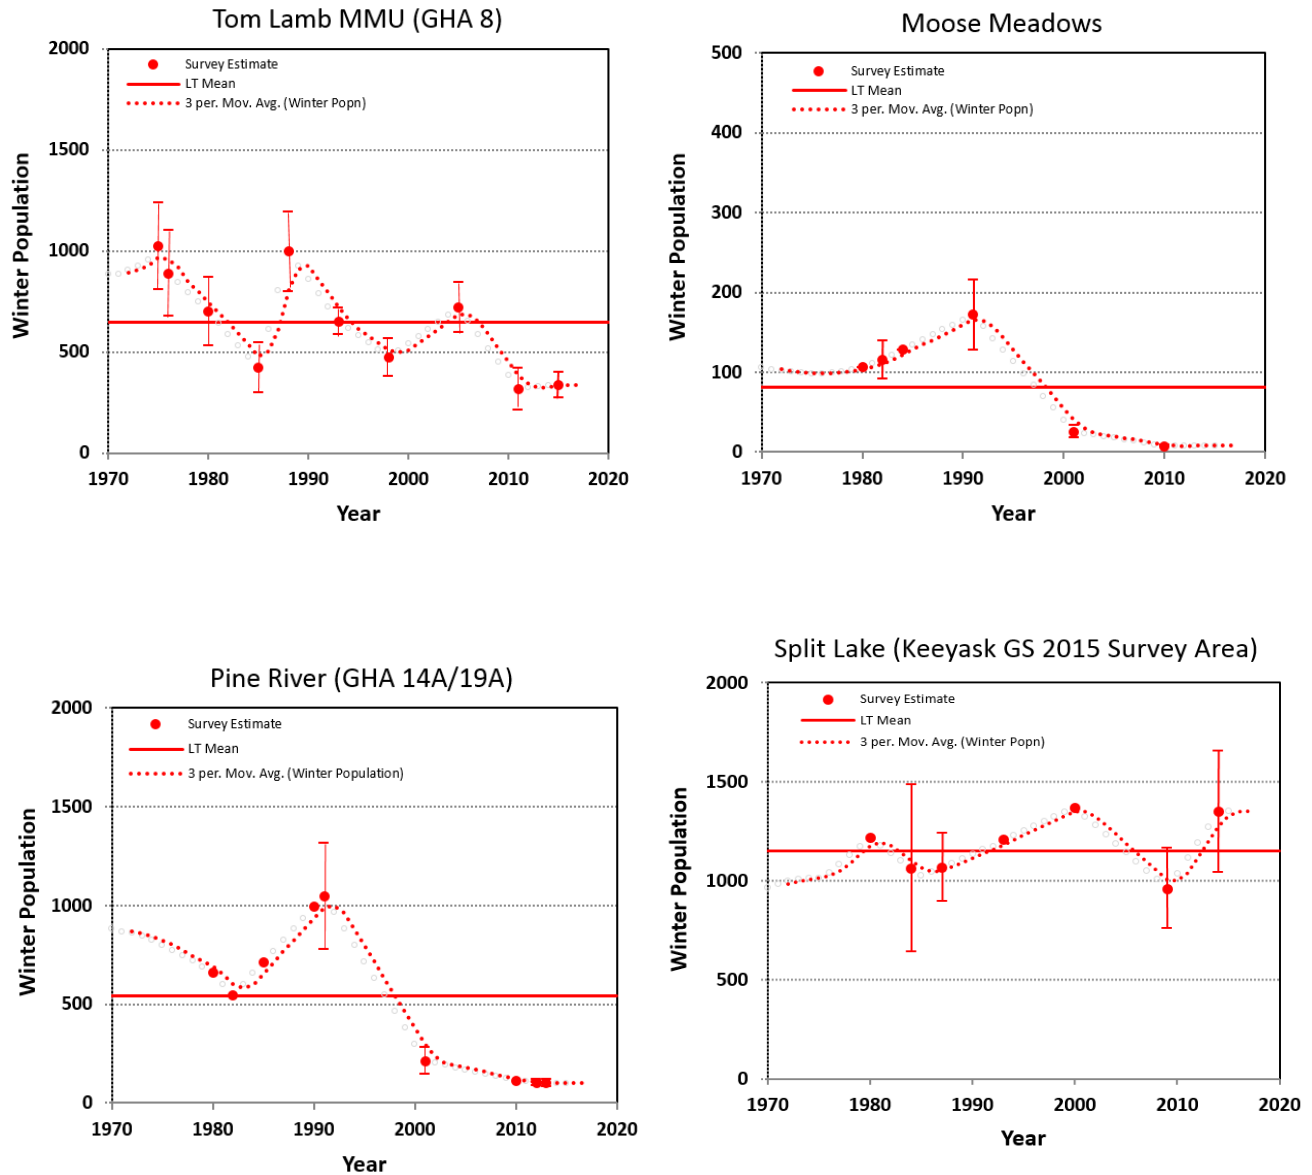 Tom Lamb MMU (GHA 8)
2000
1500
1000
500
0
Winter Population
Survey Estimate
LT Mean
3 per. Mov. Avg. (Winter Popn)
1970 1980 1990 2000 2010 2020
Year
Moose Meadows
500
400
300
200
100
0
Winter Population
Survey Estimate
LT Mean
3 per. Mov. Avg. (Winter Popn)
1970 1980 1990 2000 2010 2020
Year
Pine River (GHA 14A/19A)
2000
1500
1000
500
0
Winter Population
Survey Estimate
LT Mean
3 per. Mov. Avg. (Winter Population)
1970 1980 1990 2000 2010 2020
Year
Split Lake (Keeyask GS 2015 Survey Area)
2000
1500
1000
500
0
Winter Population
Survey Estimate
LT Mean
3 per. Mov. Avg. (Winter Popn)
1970 1980 1990 2000 2010 2020
Year